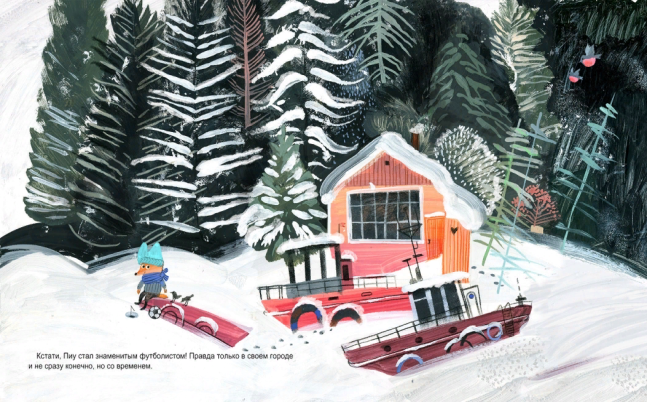 Кстати, Пиу стал знаменитым футболистом! Правда только в своем городе
и не сразу конечно, но со временем.